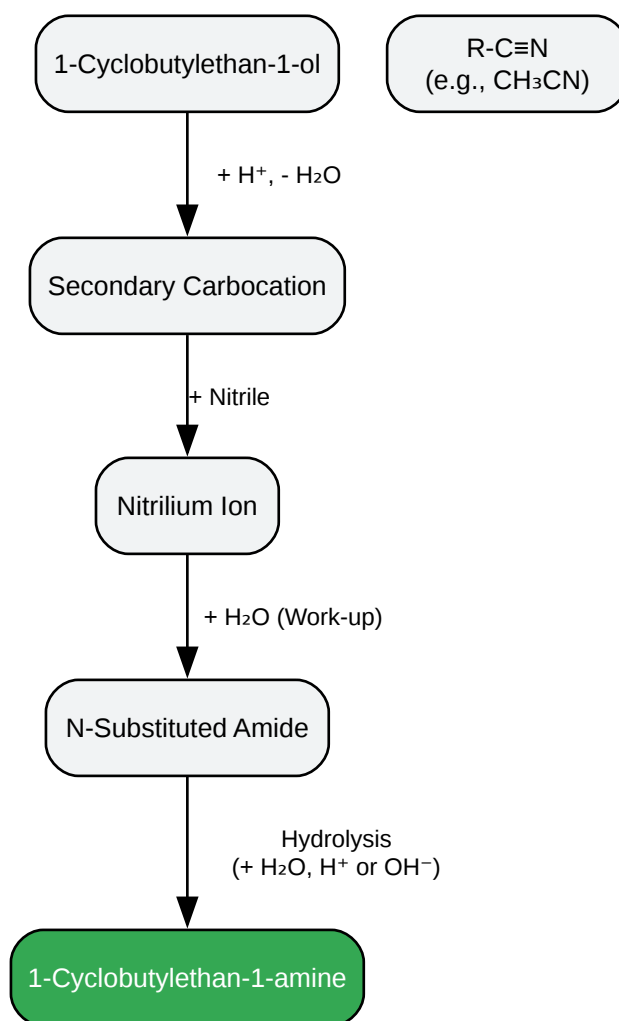 1-Cyclobutylethan-1-ol
R-C≡N
(e.g., CH₃CN)
+ H⁺, - H₂O
Secondary Carbocation
+ Nitrile
Nitrilium Ion
+ H₂O (Work-up)
N-Substituted Amide
Hydrolysis
(+ H₂O, H⁺ or OH⁻)
1-Cyclobutylethan-1-amine